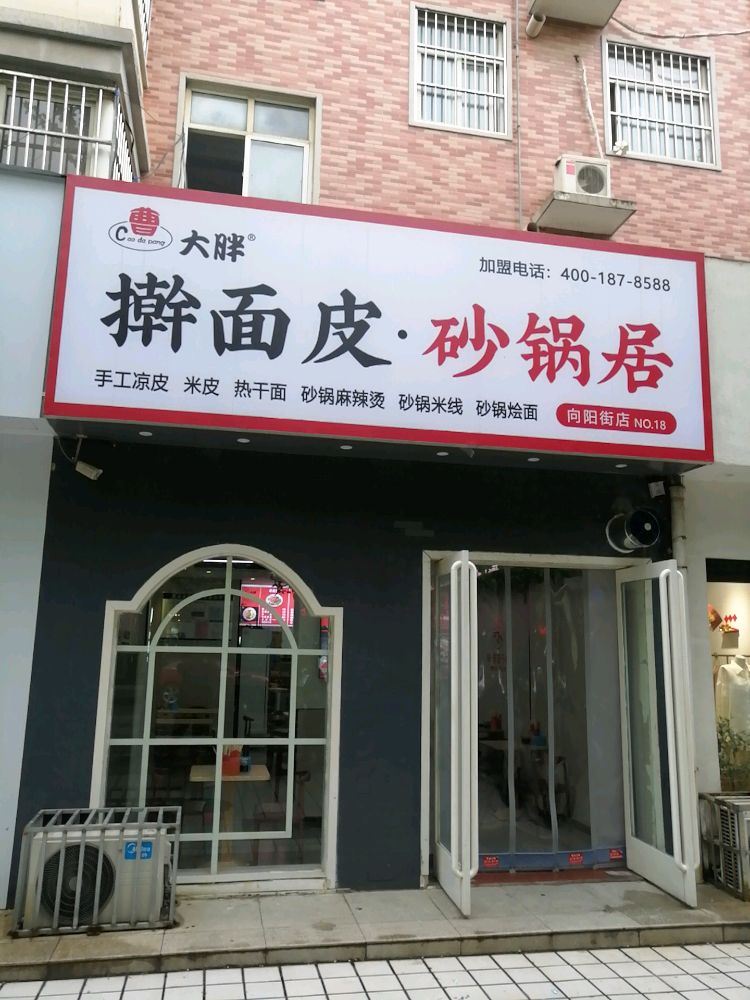 曹
Cao da pang
大胖®
加盟电话：400-187-8588
擀面皮·砂锅居
手工凉皮 米皮 热干面 砂锅麻辣烫 砂锅米线 砂锅烩面
向阳街店 NO.18
Midea